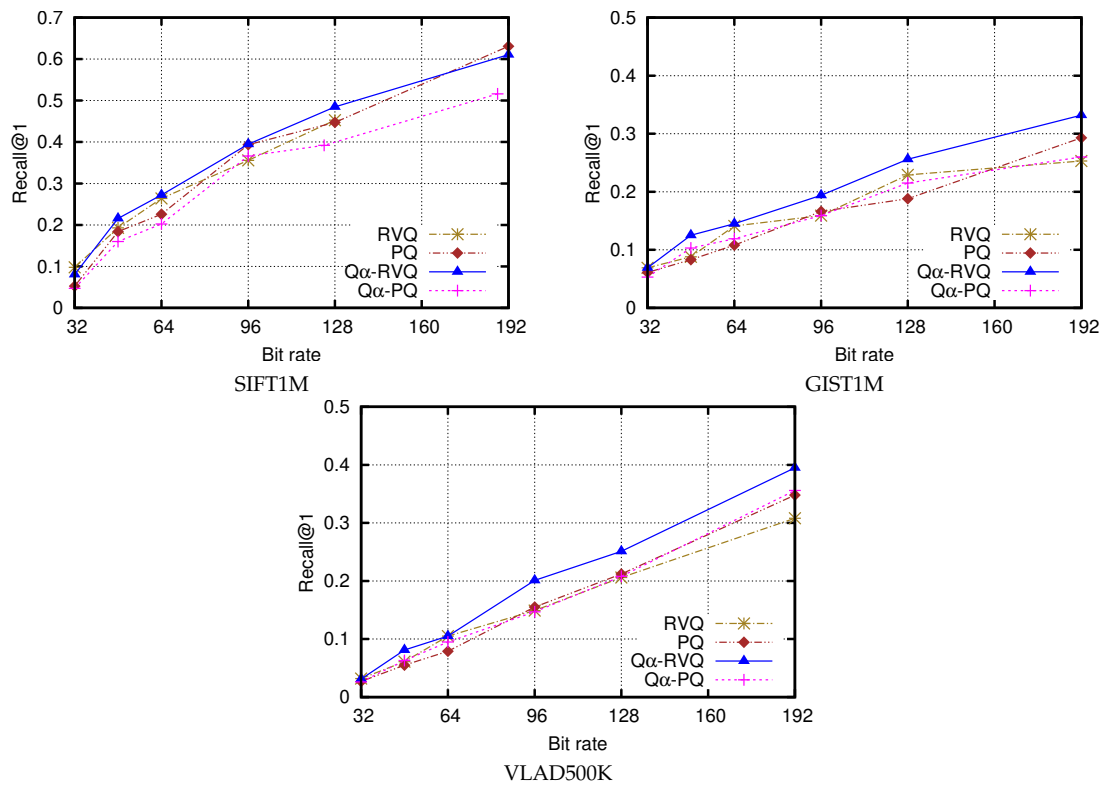 0.7
0.6
0.5
0.4
0.3
0.2
0.1
0
Recall@1
32 64 96 128 160 192
Bit rate
RVQ
PQ
Qα-RVQ
Qα-PQ
SIFT1M
0.5
0.4
0.3
0.2
0.1
0
Recall@1
32 64 96 128 160 192
Bit rate
RVQ
PQ
Qα-RVQ
Qα-PQ
GIST1M
0.5
0.4
0.3
0.2
0.1
0
Recall@1
32 64 96 128 160 192
Bit rate
RVQ
PQ
Qα-RVQ
Qα-PQ
VLAD500K